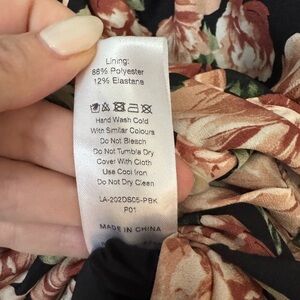 Lining:
88% Polyester
12% Elastane
Hand Wash Cold
With Similar Colours
Do Not Bleach
Do Not Tumble Dry
Cover With Cloth
Use Cool Iron
Do Not Dry Clean
LA-202DS05-PBK
P01
MADE IN CHINA